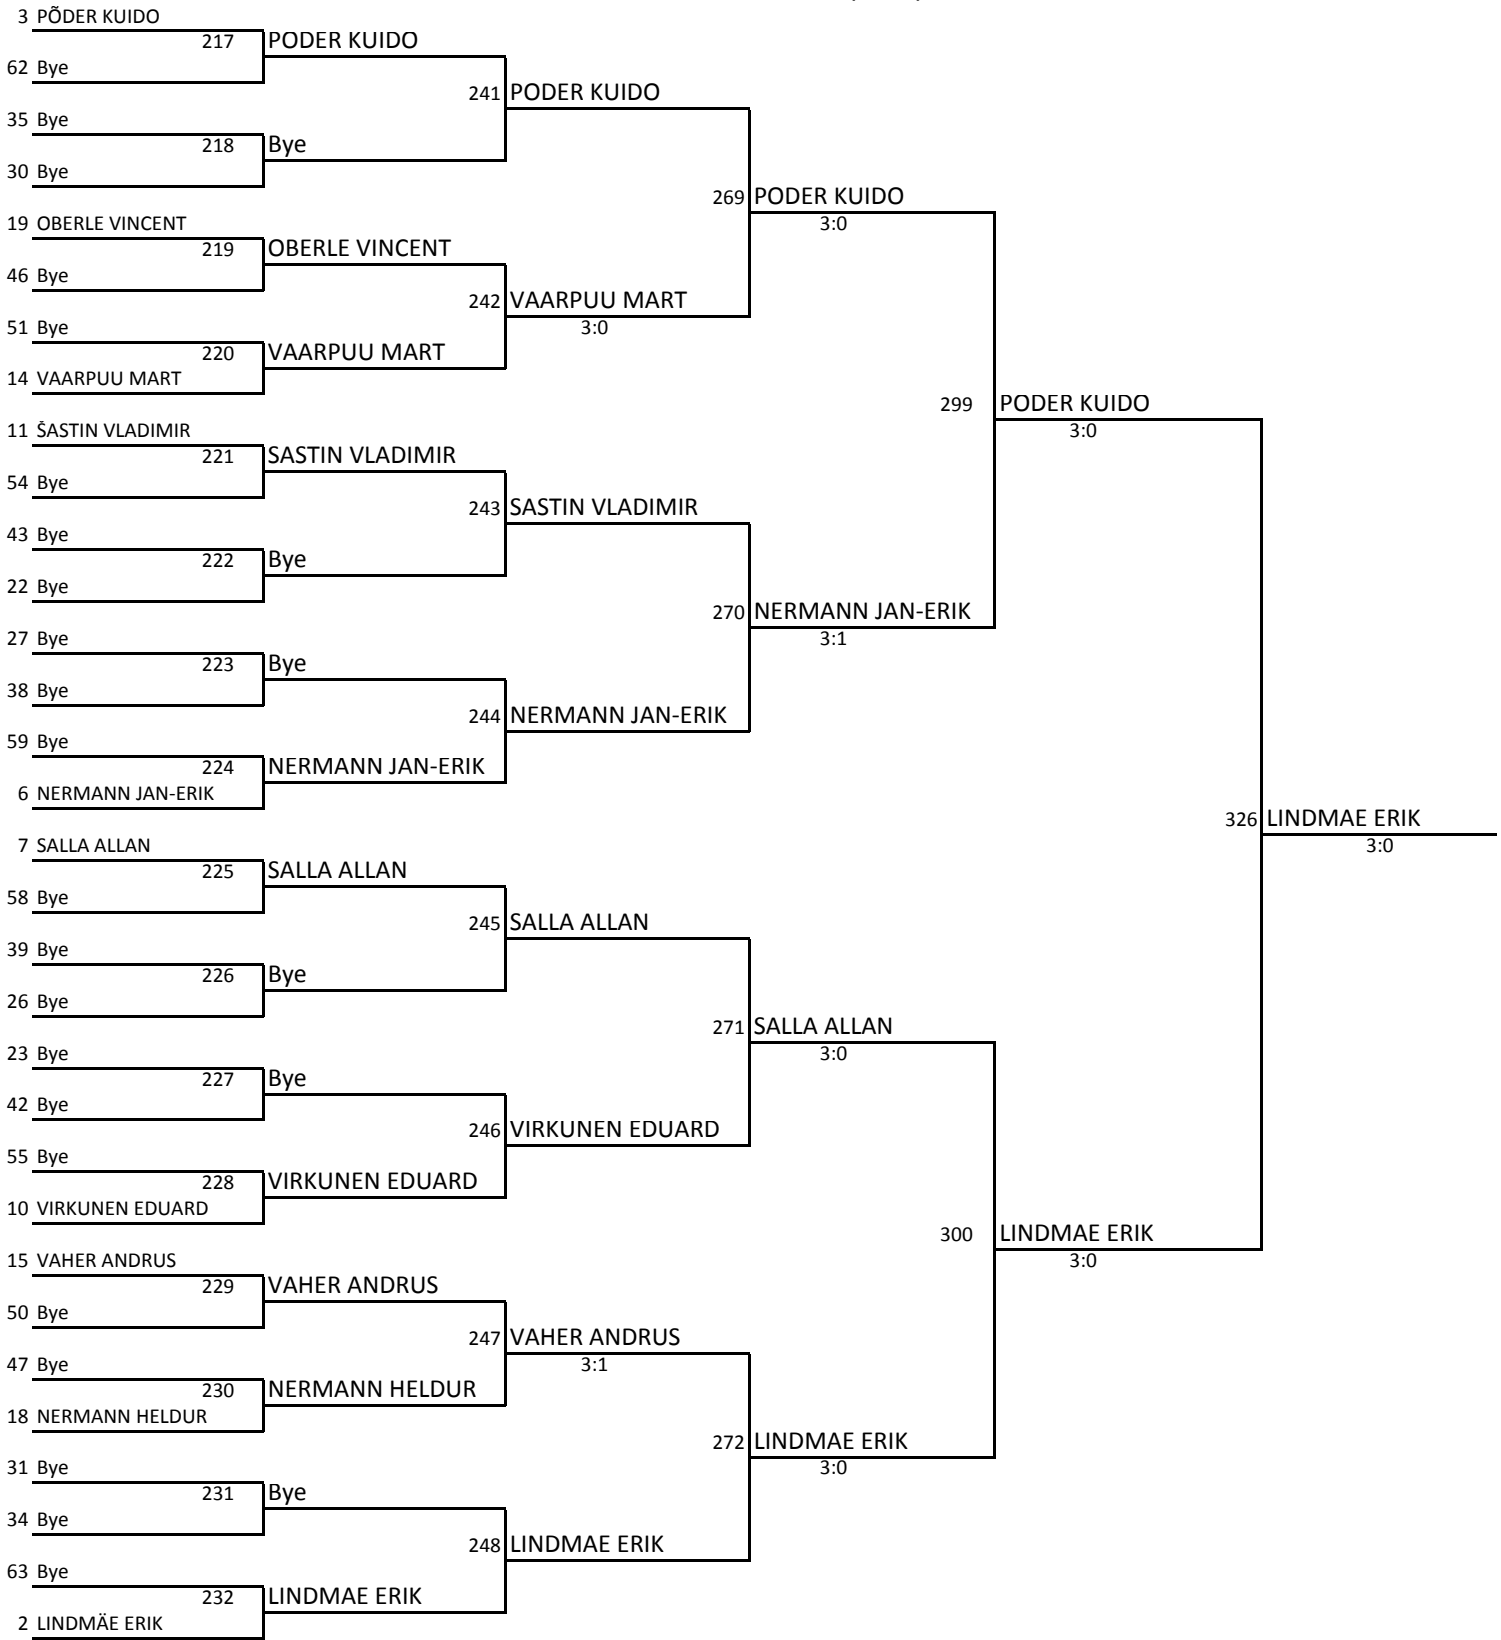 3 PÕDER KUIDO
217 PODER KUIDO
62 Bye
241 PODER KUIDO
35 Bye
218 Bye
30 Bye
269 PODER KUIDO
3:0
19 OBERLE VINCENT
219 OBERLE VINCENT
46 Bye
242 VAARPUU MART
3:0
51 Bye
220 VAARPUU MART
14 VAARPUU MART
299 PODER KUIDO
3:0
11 ŠASTIN VLADIMIR
221 SASTIN VLADIMIR
54 Bye
243 SASTIN VLADIMIR
43 Bye
222 Bye
22 Bye
270 NERMANN JAN-ERIK
3:1
27 Bye
223 Bye
38 Bye
244 NERMANN JAN-ERIK
59 Bye
224 NERMANN JAN-ERIK
6 NERMANN JAN-ERIK
326 LINDMAE ERIK
3:0
7 SALLA ALLAN
225 SALLA ALLAN
58 Bye
245 SALLA ALLAN
39 Bye
226 Bye
26 Bye
271 SALLA ALLAN
3:0
23 Bye
227 Bye
42 Bye
246 VIRKUNEN EDUARD
55 Bye
228 VIRKUNEN EDUARD
10 VIRKUNEN EDUARD
300 LINDMAE ERIK
3:0
15 VAHER ANDRUS
229 VAHER ANDRUS
50 Bye
247 VAHER ANDRUS
3:1
47 Bye
230 NERMANN HELDUR
18 NERMANN HELDUR
272 LINDMAE ERIK
3:0
31 Bye
231 Bye
34 Bye
248 LINDMAE ERIK
63 Bye
232 LINDMAE ERIK
2 LINDMÄE ERIK